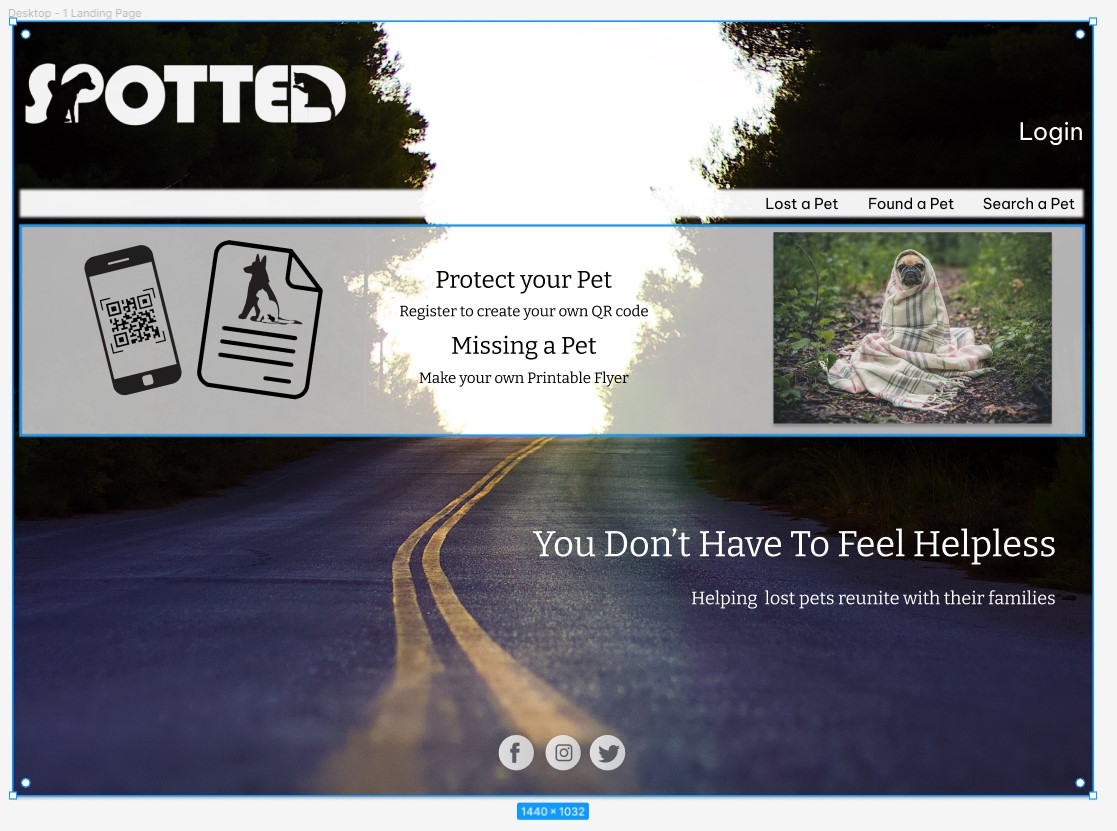 Desktop - 1 Landing Page
SPOTTED
Login
Lost a Pet Found a Pet Search a Pet
Protect your Pet
Register to create your own QR code
Missing a Pet
Make your own Printable Flyer
You Don’t Have To Feel Helpless
Helping lost pets reunite with their families
1440 × 1032